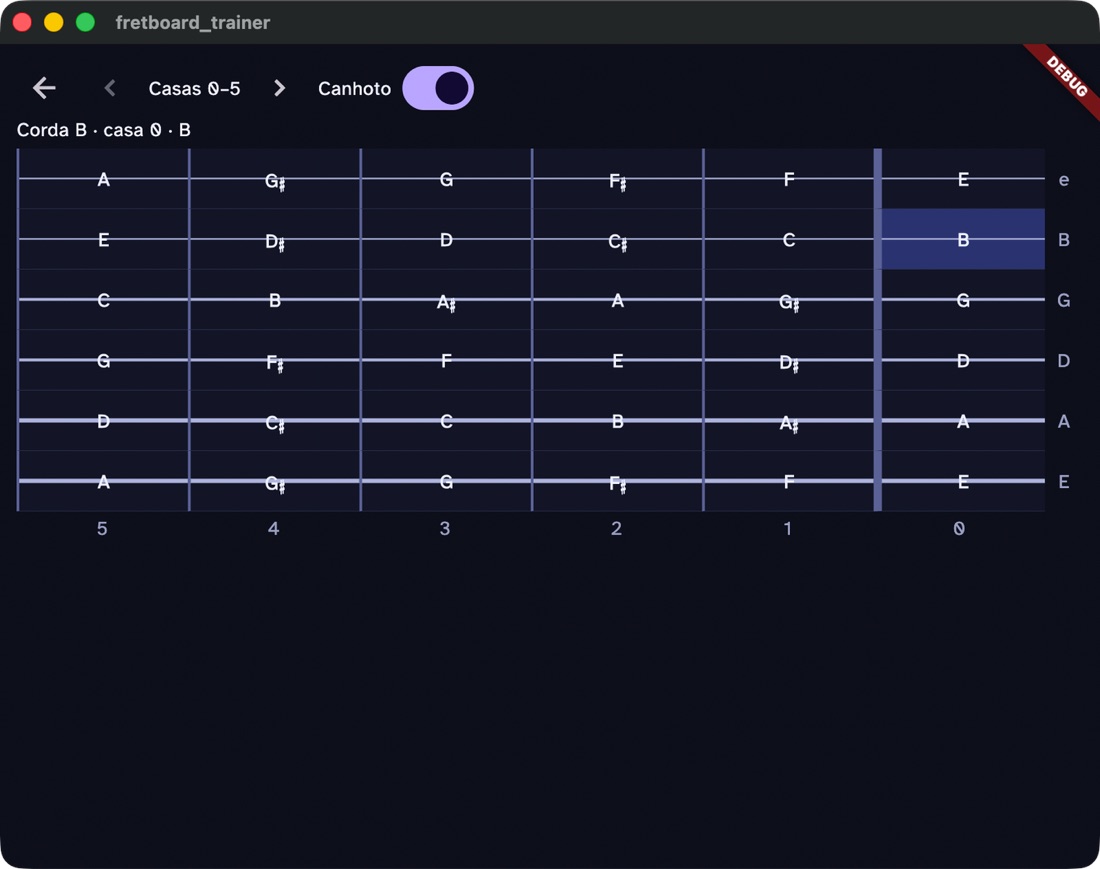 fretboard_trainer
DEBUG
Casas 0–5 Canhoto
Corda B · casa 0 · B
A G♯ G F♯ F E e
E D♯ D C♯ C B B
C B A♯ A G♯ G G
G F♯ F E D♯ D D
D C♯ C B A♯ A A
A G♯ G F♯ F E E
5 4 3 2 1 0